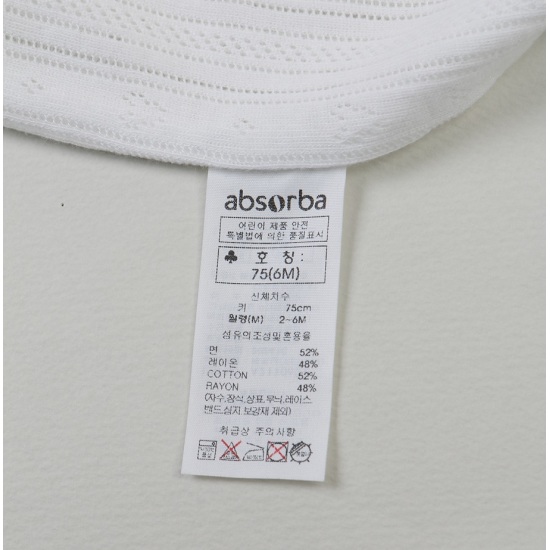 absorba
어린이 제품 안전
특별법에 의한 품질표시
♣ 호 칭 :
75(6M)
신체치수
키 75cm
월령(M) 2~6M
섬유의조성및혼용율
면 52%
레이온 48%
COTTON 52%
RAYON 48%
(자수,장식,상표,무늬,레이스
밴드,심지 보강재 제외)
취급상 주의사항